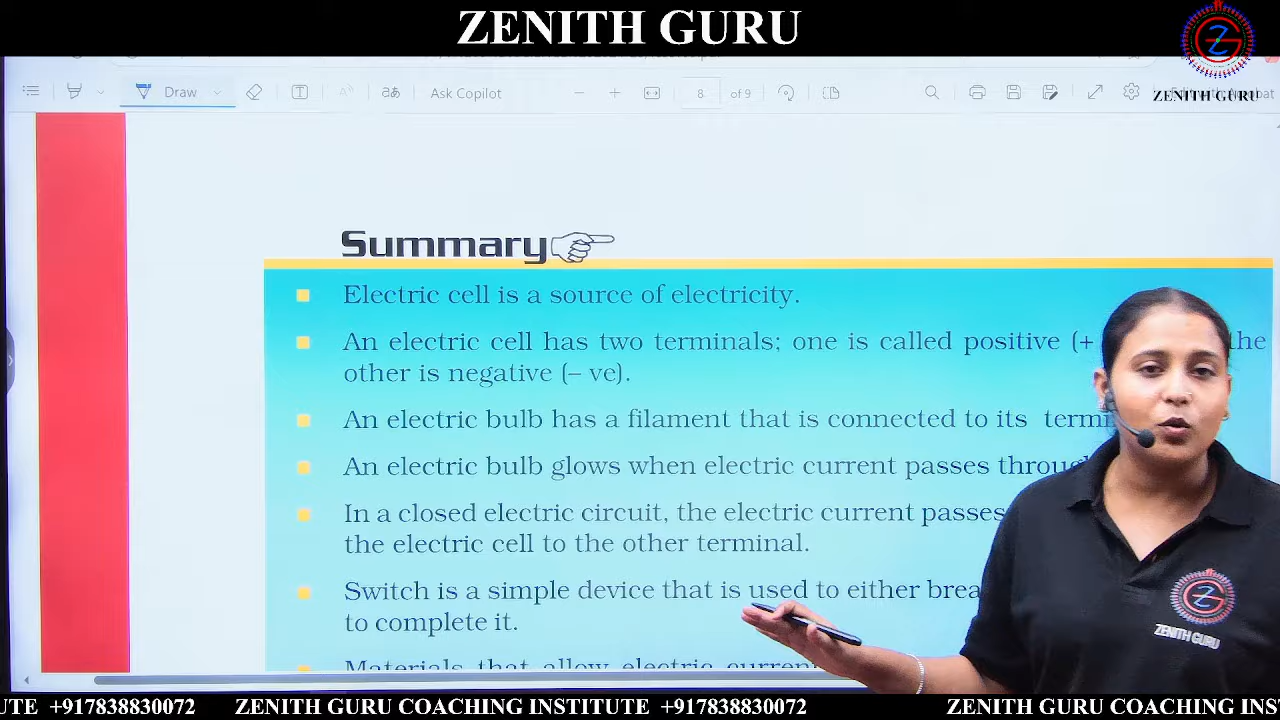 ZENITH GURU
ZENITH GURU
Draw
Ask Copilot
8 of 9
Summary
Electric cell is a source of electricity.
An electric cell has two terminals; one is called positive (+ the
other is negative (– ve).
An electric bulb has a filament that is connected to its
An electric bulb glows when electric current passes
In a closed electric circuit, the electric current passes
the electric cell to the other terminal.
Switch is a simple device that is used to either
to complete it.
Materials that allow electric
ZENITH GURU
+917838830072 ZENITH GURU COACHING INSTITUTE +917838830072 ZENITH GURU COACHING